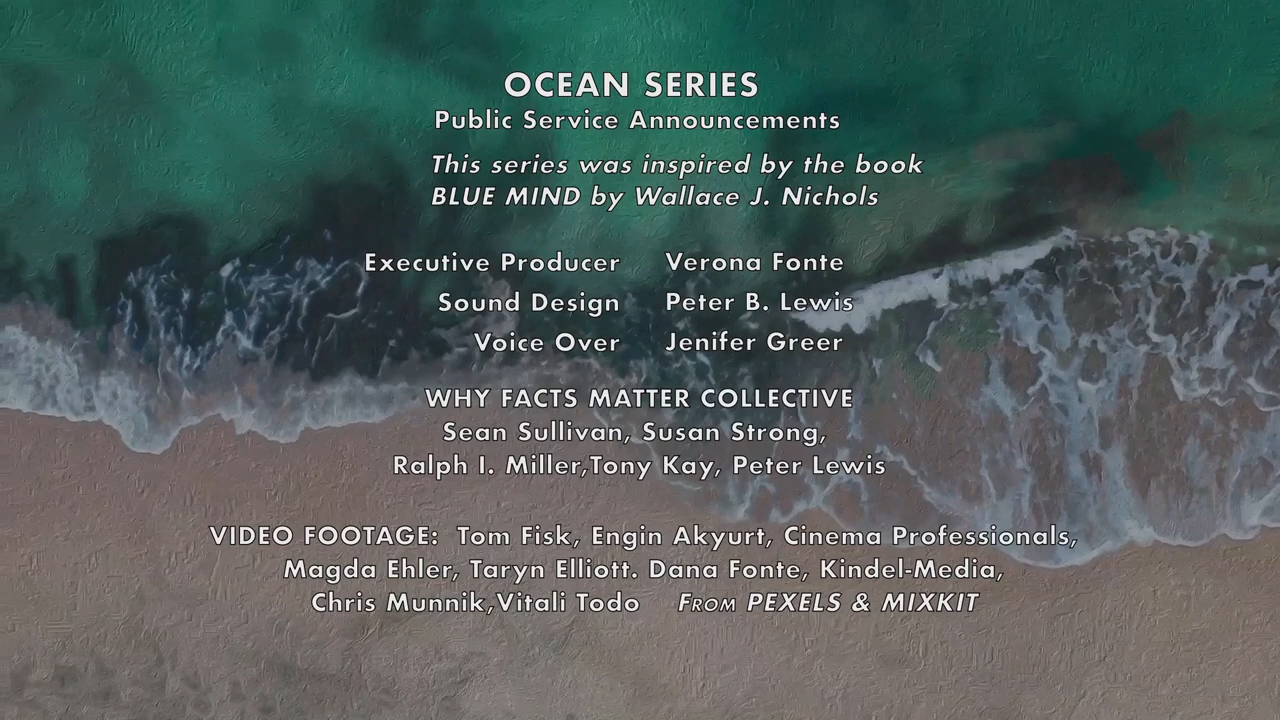 OCEAN SERIES
Public Service Announcements
This series was inspired by the book
BLUE MIND by Wallace J. Nichols
Executive Producer Verona Fonte
Sound Design Peter B. Lewis
Voice Over Jenifer Greer
WHY FACTS MATTER COLLECTIVE
Sean Sullivan, Susan Strong,
Ralph I. Miller,Tony Kay, Peter Lewis
VIDEO FOOTAGE: Tom Fisk, Engin Akyurt, Cinema Professionals,
Magda Ehler, Taryn Elliott. Dana Fonte, Kindel-Media,
Chris Munnik,Vitali Todo From PEXELS & MIXKIT